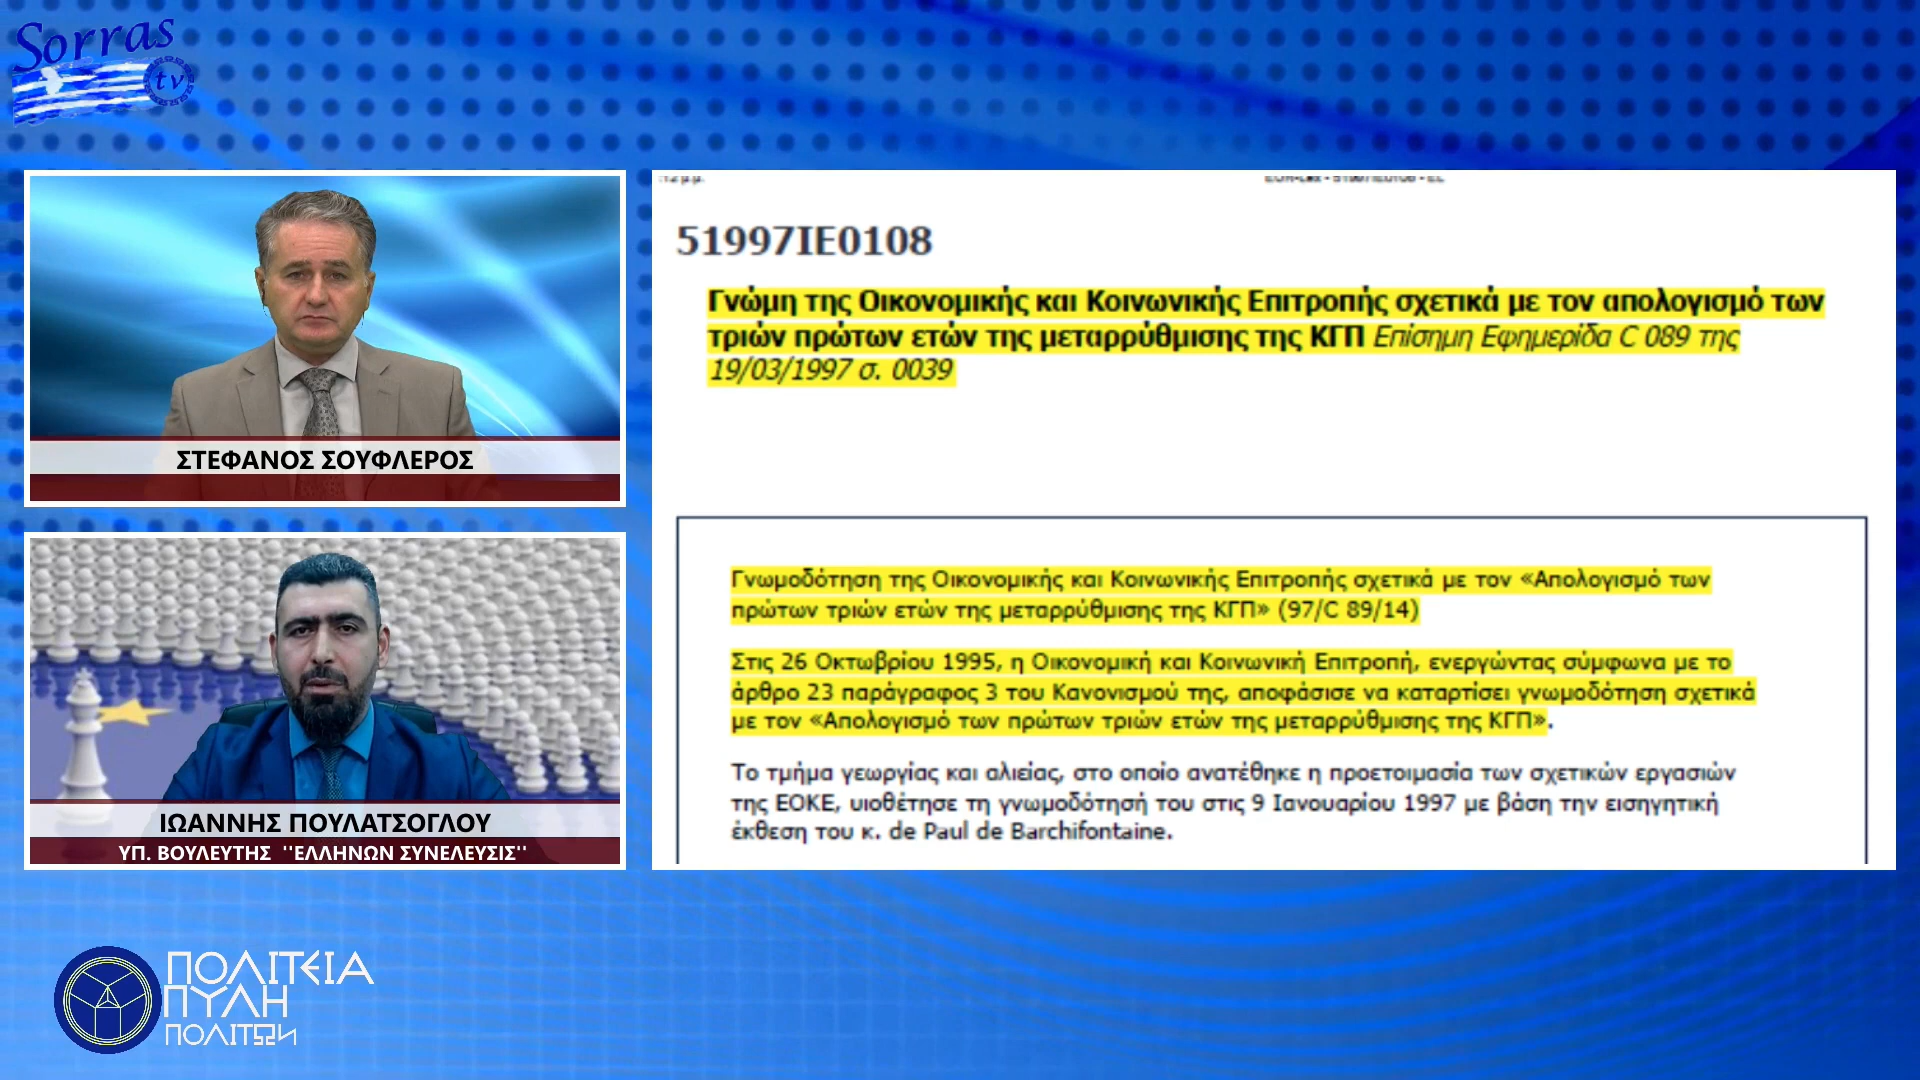 Sorras
tv
ΣΤΕΦΑΝΟΣ ΣΟΥΦΛΕΡΟΣ
ΙΩΑΝΝΗΣ ΠΟΥΛΑΤΣΟΓΛΟΥ
ΥΠ. ΒΟΥΛΕΥΤΗΣ ''ΕΛΛΗΝΩΝ ΣΥΝΕΛΕΥΣΙΣ''
51997IE0108
Γνώμη της Οικονομικής και Κοινωνικής Επιτροπής σχετικά με τον απολογισμό των
τριών πρώτων ετών της μεταρρύθμισης της ΚΓΠ Επίσημη Εφημερίδα C 089 της
19/03/1997 σ. 0039
Γνωμοδότηση της Οικονομικής και Κοινωνικής Επιτροπής σχετικά με τον «Απολογισμό των
πρώτων τριών ετών της μεταρρύθμισης της ΚΓΠ» (97/C 89/14)
Στις 26 Οκτωβρίου 1995, η Οικονομική και Κοινωνική Επιτροπή, ενεργώντας σύμφωνα με το
άρθρο 23 παράγραφος 3 του Κανονισμού της, αποφάσισε να καταρτίσει γνωμοδότηση σχετικά
με τον «Απολογισμό των πρώτων τριών ετών της μεταρρύθμισης της ΚΓΠ».
Το τμήμα γεωργίας και αλιείας, στο οποίο ανατέθηκε η προετοιμασία των σχετικών εργασιών
της ΕΟΚΕ, υιοθέτησε τη γνωμοδότησή του στις 9 Ιανουαρίου 1997 με βάση την εισηγητική
έκθεση του κ. de Paul de Barchifontaine.
ΠΟΛΙΤΕΙΑ
ΠΥΛΗ
ΠΟΛΙΤΩΝ